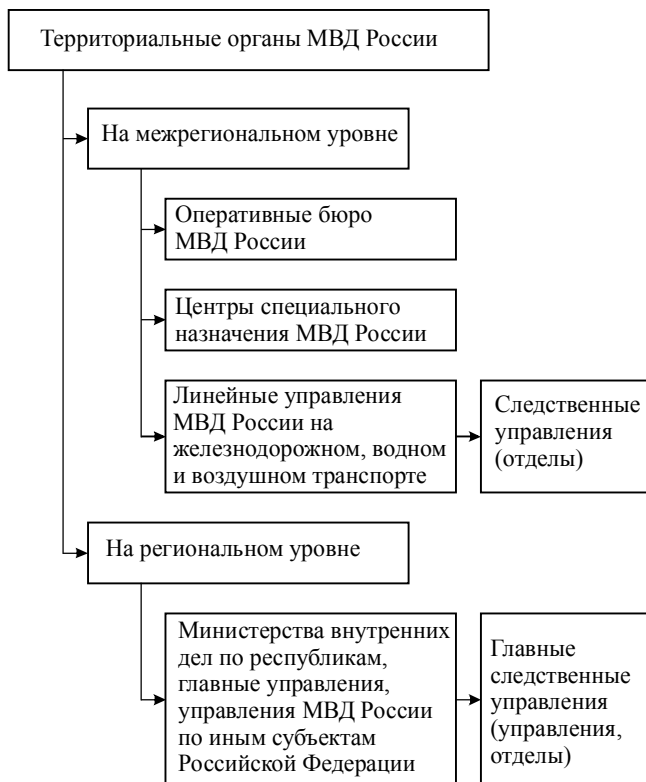 Территориальные органы МВД России
На межрегиональном уровне
Оперативные бюро
МВД России
Центры специального
назначения МВД России
Линейные управления
МВД России на
железнодорожном, водном
и воздушном транспорте
Следственные
управления
(отделы)
На региональном уровне
Министерства внутренних
дел по республикам,
главные управления,
управления МВД России
по иным субъектам
Российской Федерации
Главные
следственные
управления
(управления,
отделы)